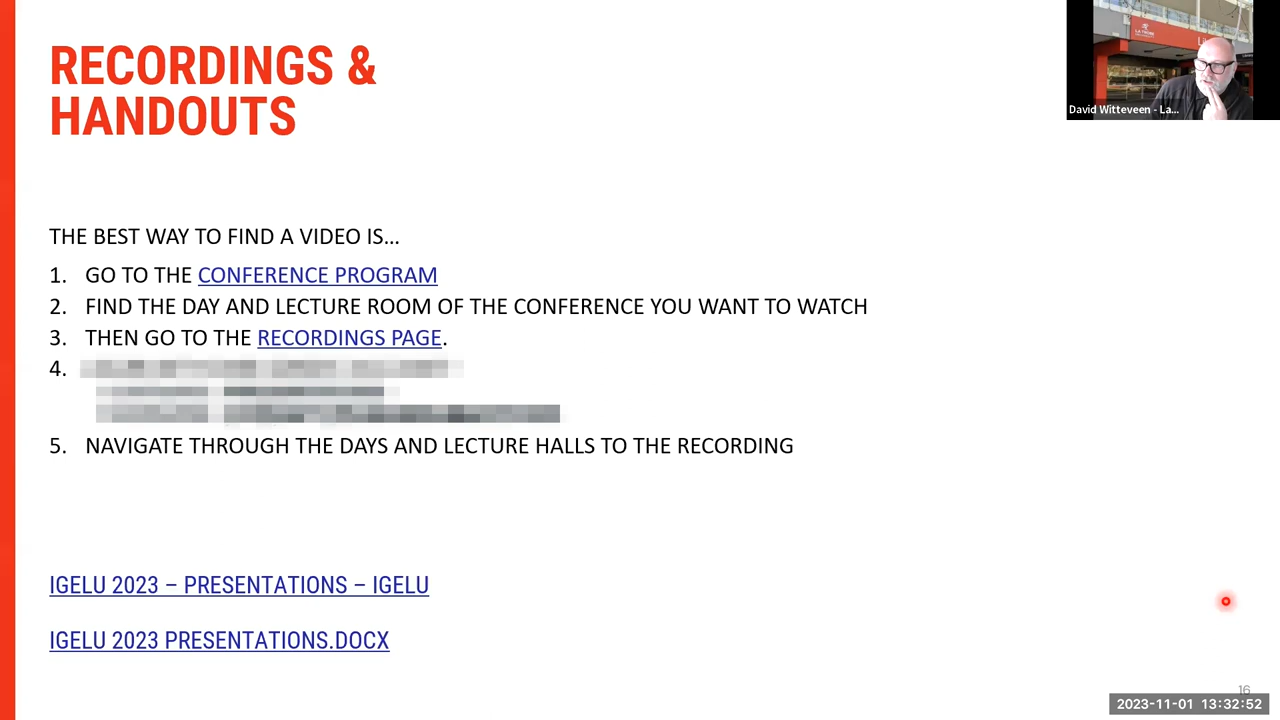 RECORDINGS &
HANDOUTS
THE BEST WAY TO FIND A VIDEO IS...
1. GO TO THE CONFERENCE PROGRAM
2. FIND THE DAY AND LECTURE ROOM OF THE CONFERENCE YOU WANT TO WATCH
3. THEN GO TO THE RECORDINGS PAGE.
4.
5. NAVIGATE THROUGH THE DAYS AND LECTURE HALLS TO THE RECORDING
IGELU 2023 – PRESENTATIONS – IGELU
IGELU 2023 PRESENTATIONS.DOCX
David Witteveen - La...
16
2023-11-01 13:32:52